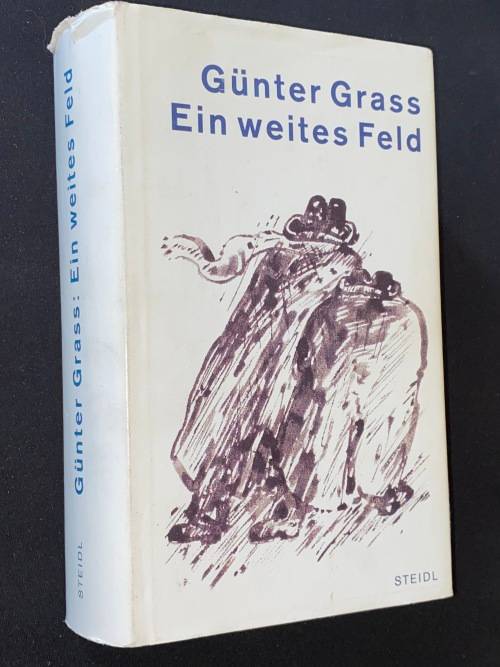 Günter Grass
Ein weites Feld
STEIDL
Günter Grass: Ein weites Feld
STEIDL